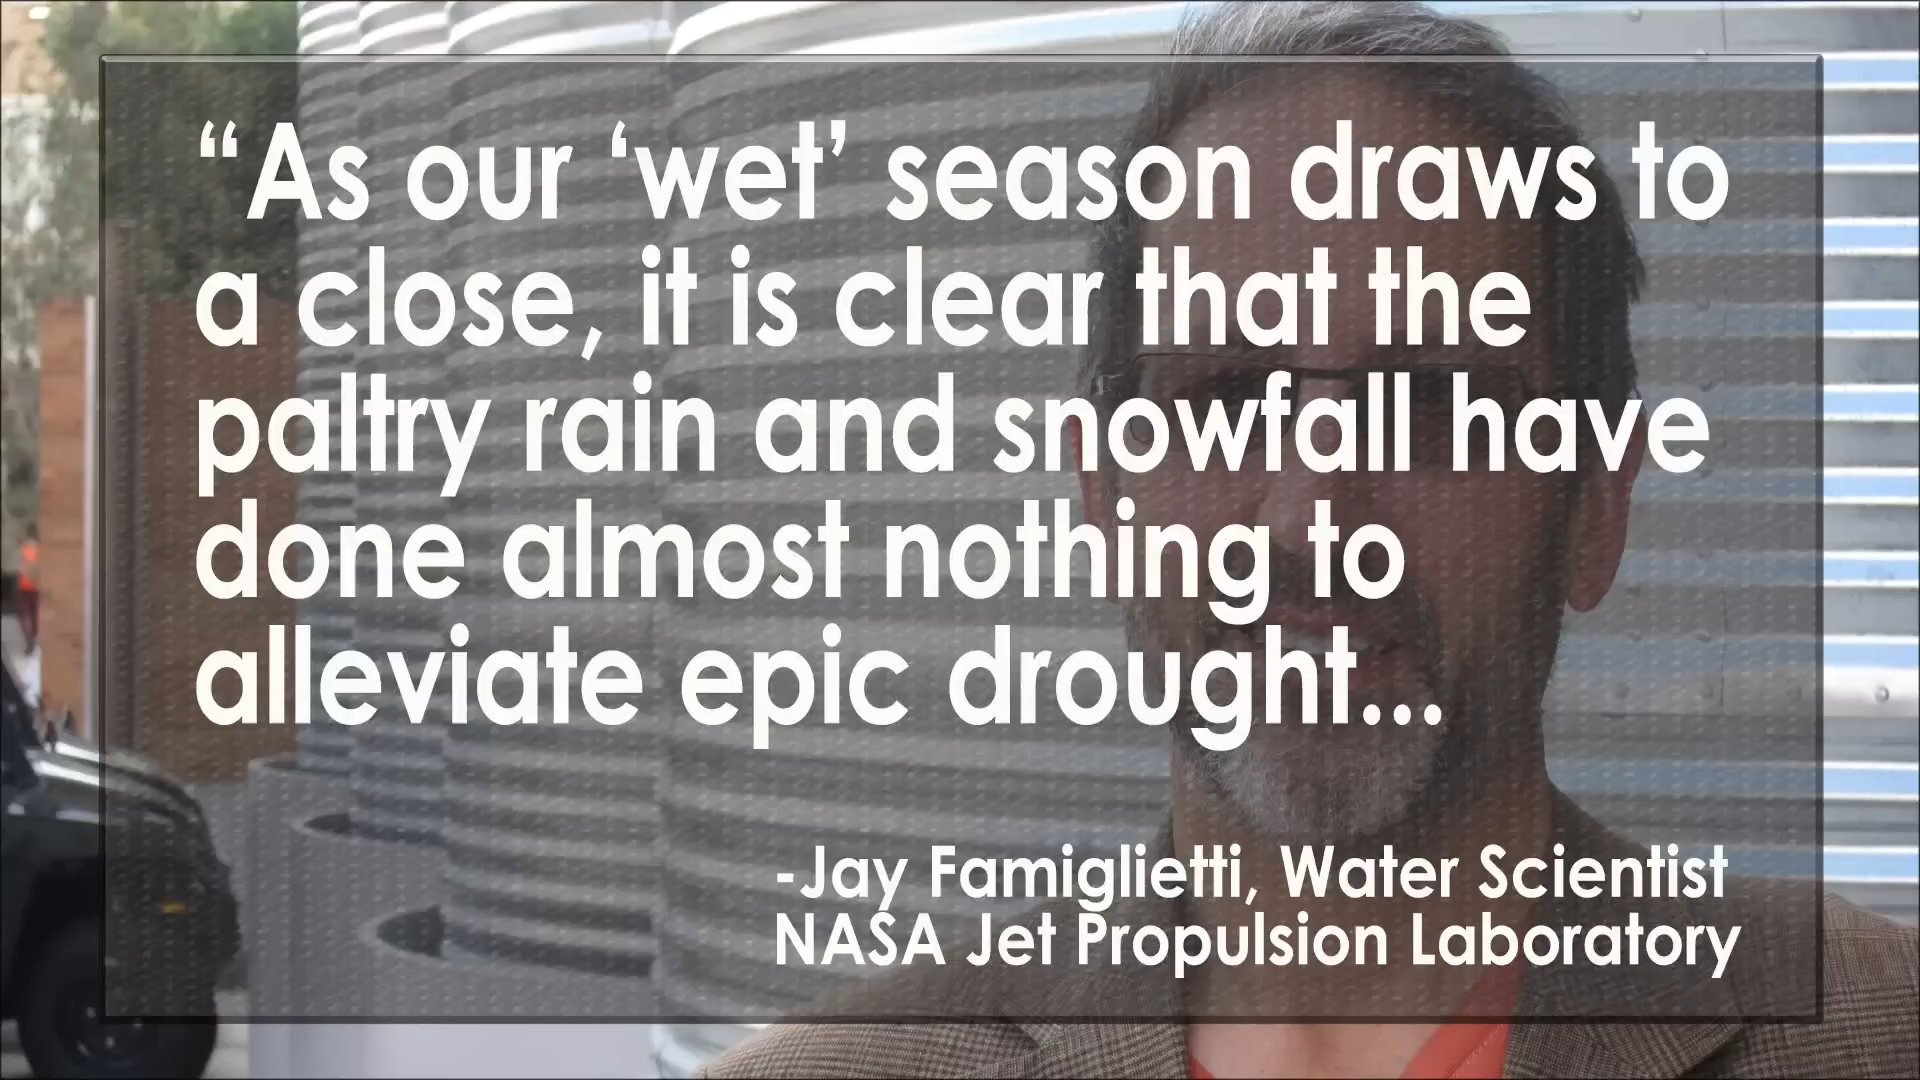 “As our ‘wet’ season draws to
a close, it is clear that the
paltry rain and snowfall have
done almost nothing to
alleviate epic drought...
-Jay Famiglietti, Water Scientist
NASA Jet Propulsion Laboratory